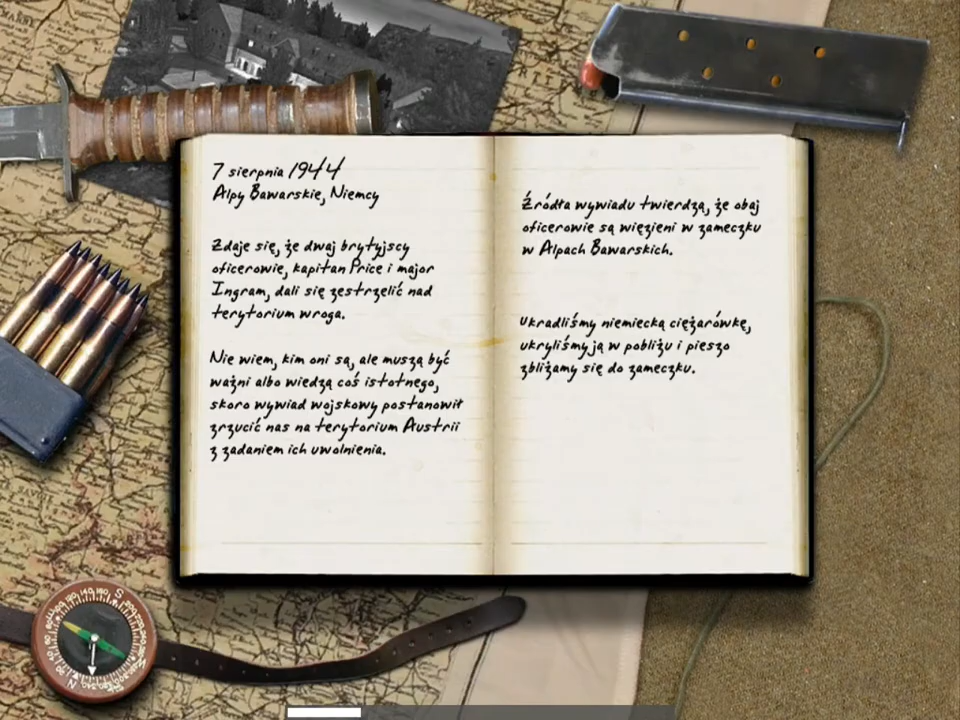 7 sierpnia 1944
Alpy Bawarskie, Niemcy
Zdaje się, że dwaj brytyjscy
oficerowie, kapitan Price i major
Ingram, dali się zestrzelić nad
terytorium wroga.
Nie wiem, kim oni są, ale muszą być
ważni albo wiedzą coś istotnego,
skoro wywiad wojskowy postanowił
zrzucić nas na terytorium Austrii
z zadaniem ich uwolnienia.
Źródła wywiadu twierdzą, że obaj
oficerowie są więzieni w zameczku
w Alpach Bawarskich.
Ukradliśmy niemiecką ciężarówkę,
ukryliśmy ją w pobliżu i pieszo
zbliżamy się do zameczku.